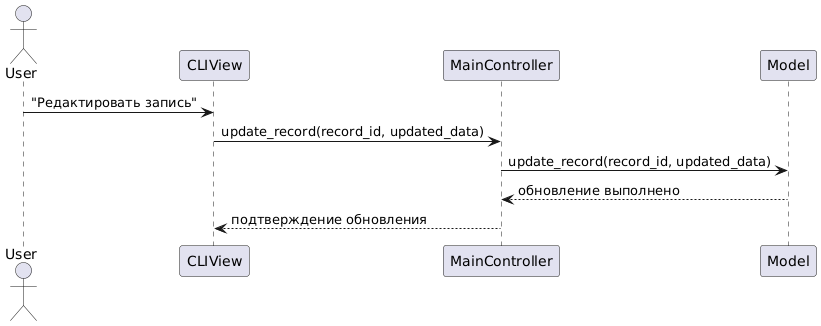 User
CLIView
MainController
Model
"Редактировать запись"
update_record(record_id, updated_data)
update_record(record_id, updated_data)
обновление выполнено
подтверждение обновления
User
CLIView
MainController
Model